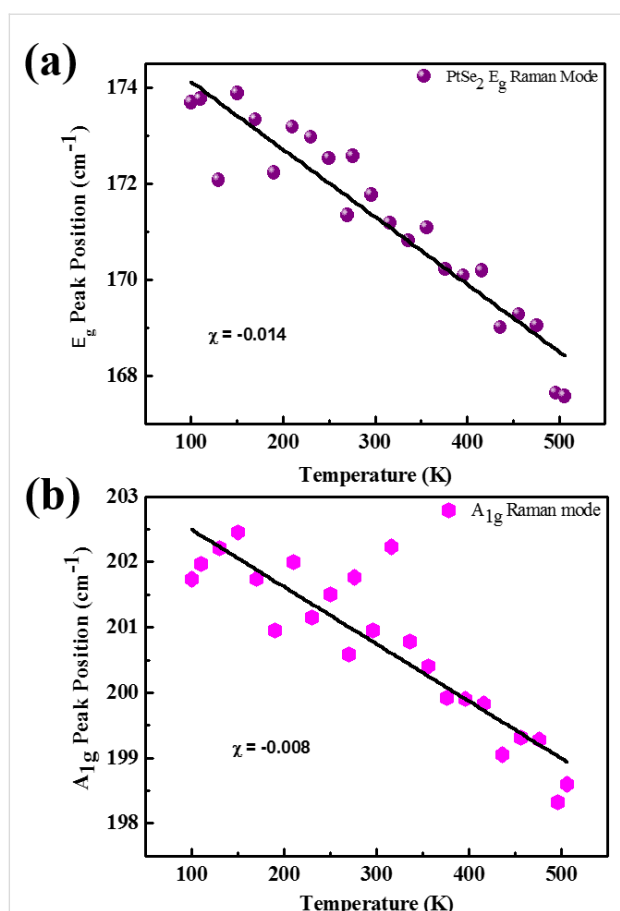 (a)
PtSe₂ E_g Raman Mode
174
172
170
168
E_g Peak Position (cm⁻¹)
χ = -0.014
100 200 300 400 500
Temperature (K)
(b)
203
A₁g Raman mode
202
201
200
199
198
A₁g Peak Position (cm⁻¹)
χ = -0.008
100 200 300 400 500
Temperature (K)